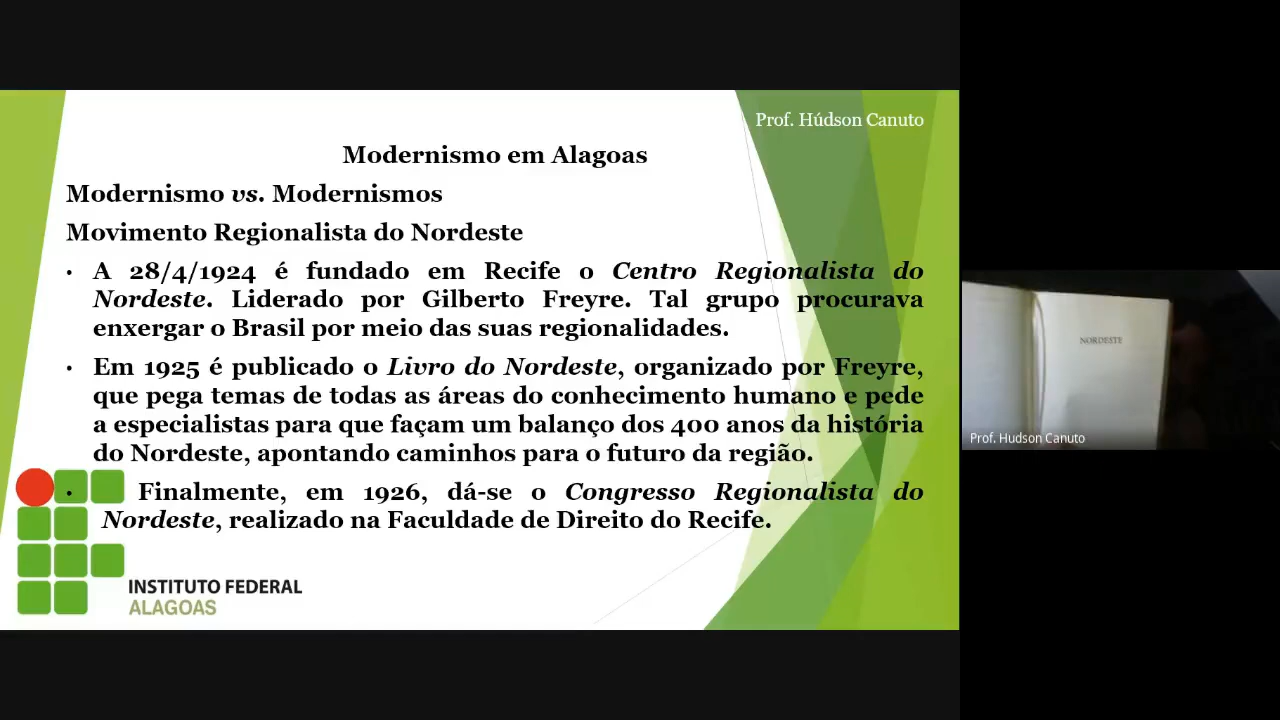 Prof. Húdson Canuto
Modernismo em Alagoas
Modernismo vs. Modernismos
Movimento Regionalista do Nordeste
• A 28/4/1924 é fundado em Recife o Centro Regionalista do
Nordeste. Liderado por Gilberto Freyre. Tal grupo procurava
enxergar o Brasil por meio das suas regionalidades.
• Em 1925 é publicado o Livro do Nordeste, organizado por Freyre,
que pega temas de todas as áreas do conhecimento humano e pede
a especialistas para que façam um balanço dos 400 anos da história
do Nordeste, apontando caminhos para o futuro da região.
• Finalmente, em 1926, dá-se o Congresso Regionalista do
Nordeste, realizado na Faculdade de Direito do Recife.
INSTITUTO FEDERAL
ALAGOAS
NORDESTE
Prof. Hudson Canuto